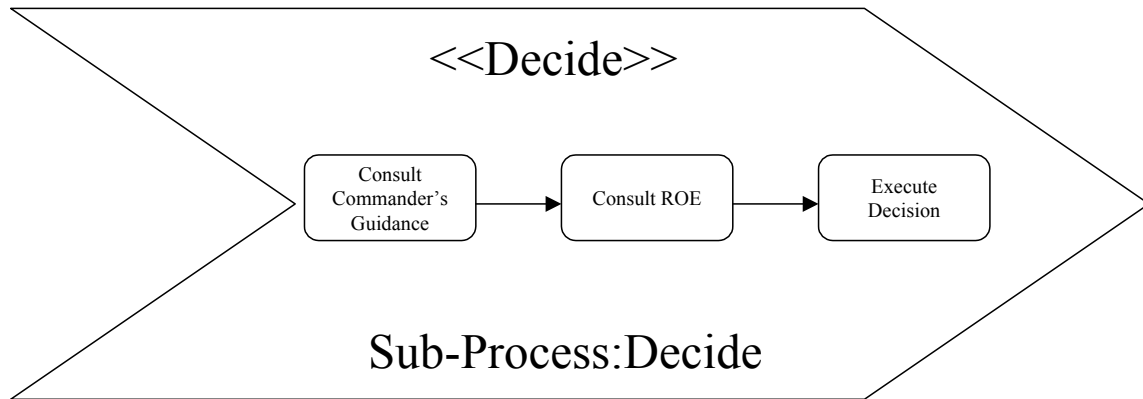 <<Decide>>
Consult
Commander’s
Guidance
Consult ROE
Execute
Decision
Sub-Process:Decide